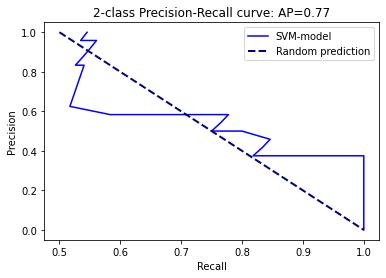 2-class Precision-Recall curve: AP=0.77
SVM-model
Random prediction
Precision
1.0
0.8
0.6
0.4
0.2
0.0
0.5 0.6 0.7 0.8 0.9 1.0
Recall